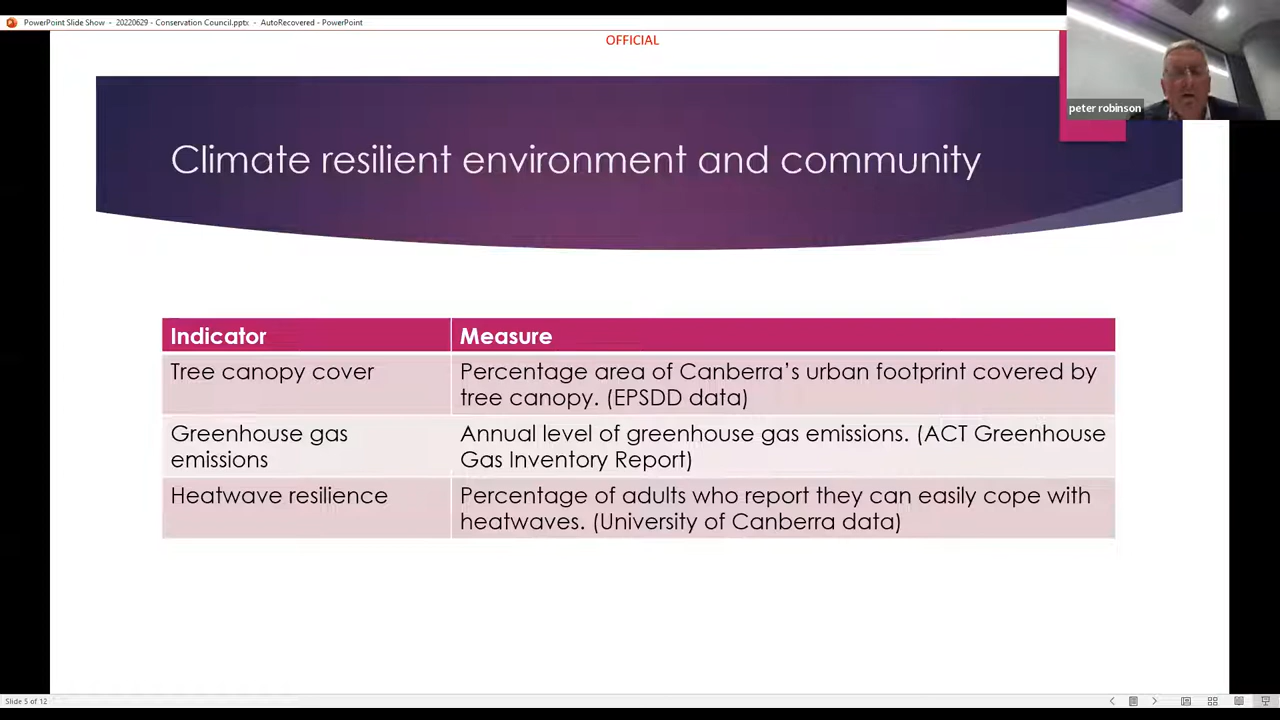 PowerPoint Slide Show - 20220629 - Conservation Council.pptx - AutoRecovered - PowerPoint
OFFICIAL
peter robinson
Climate resilient environment and community
Indicator Measure
Tree canopy cover Percentage area of Canberra’s urban footprint covered by
tree canopy. (EPSDD data)
Greenhouse gas Annual level of greenhouse gas emissions. (ACT Greenhouse
emissions Gas Inventory Report)
Heatwave resilience Percentage of adults who report they can easily cope with
heatwaves. (University of Canberra data)
Slide 5 of 12